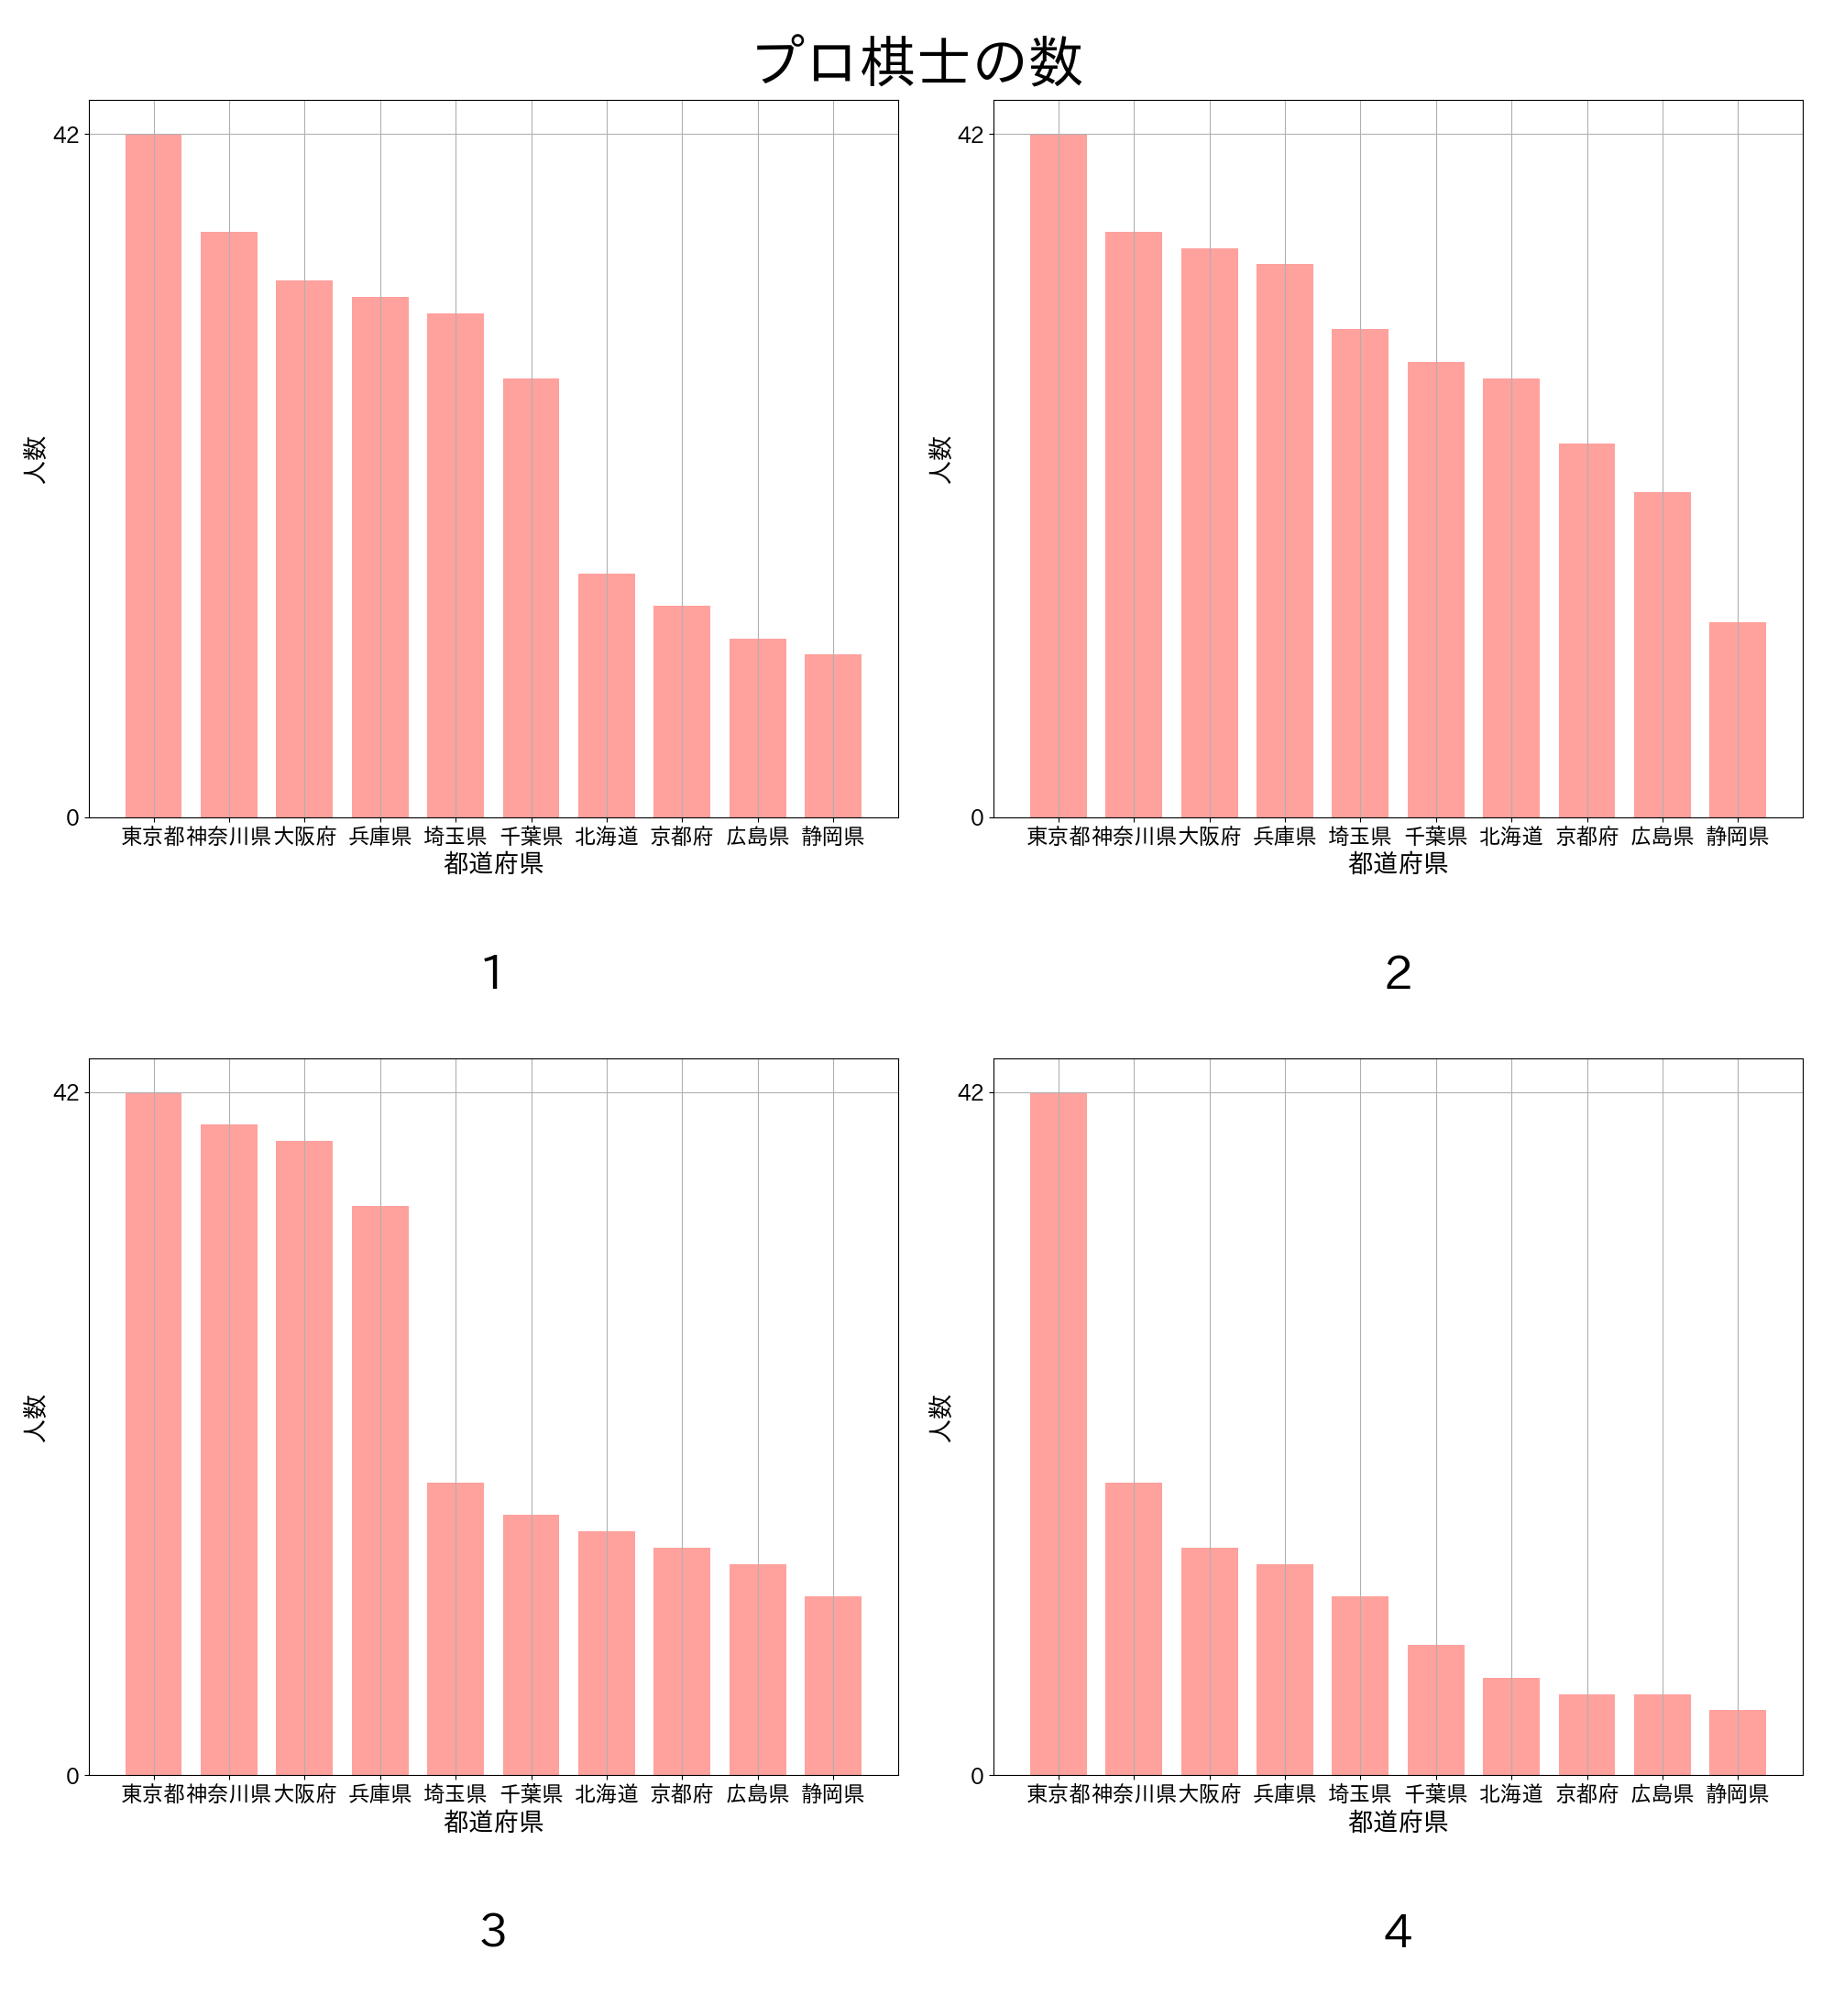 プロ棋士の数
42
0
人数
東京都 神奈川県 大阪府 兵庫県 埼玉県 千葉県 北海道 京都府 広島県 静岡県
都道府県
1
42
0
人数
東京都 神奈川県 大阪府 兵庫県 埼玉県 千葉県 北海道 京都府 広島県 静岡県
都道府県
2
42
0
人数
東京都 神奈川県 大阪府 兵庫県 埼玉県 千葉県 北海道 京都府 広島県 静岡県
都道府県
3
42
0
人数
東京都 神奈川県 大阪府 兵庫県 埼玉県 千葉県 北海道 京都府 広島県 静岡県
都道府県
4